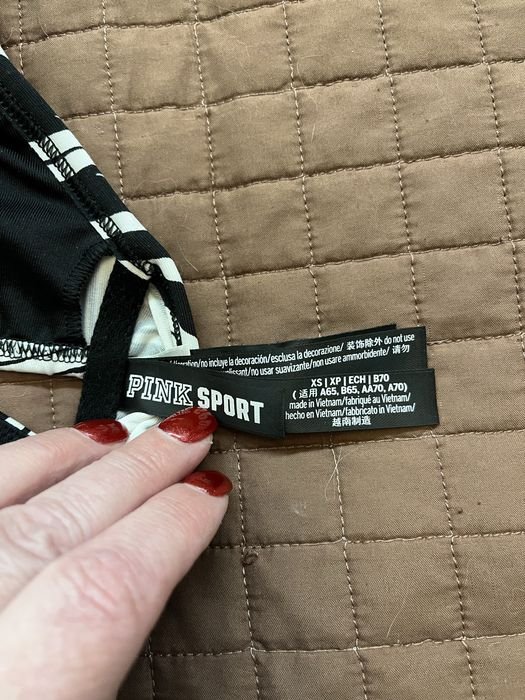 /no incluye la decoración/esclusa la decorazione/ 装饰除外 do not use
no usar suavizante/ non usare ammorbidente/ 请勿
XS | XP | ECH | B70
( 适用 A65, B65, AA70, A70)
made in Vietnam/fabriqué au Vietnam/
hecho en Vietnam/fabbricato in Vietnam/
越南制造
PINK SPORT